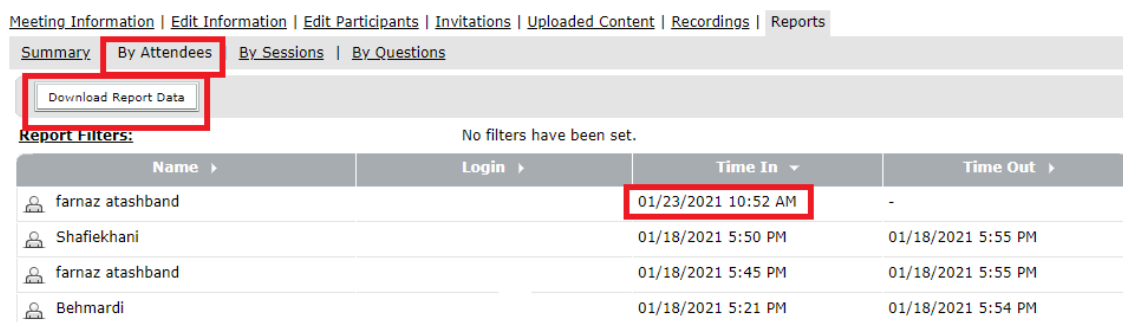 Meeting Information | Edit Information | Edit Participants | Invitations | Uploaded Content | Recordings | Reports
Summary By Attendees | By Sessions | By Questions
Download Report Data
Report Filters: No filters have been set.
Name Login Time In Time Out
farnaz atashband 01/23/2021 10:52 AM -
Shafiekhani 01/18/2021 5:50 PM 01/18/2021 5:55 PM
farnaz atashband 01/18/2021 5:45 PM 01/18/2021 5:55 PM
Behmardi 01/18/2021 5:21 PM 01/18/2021 5:54 PM